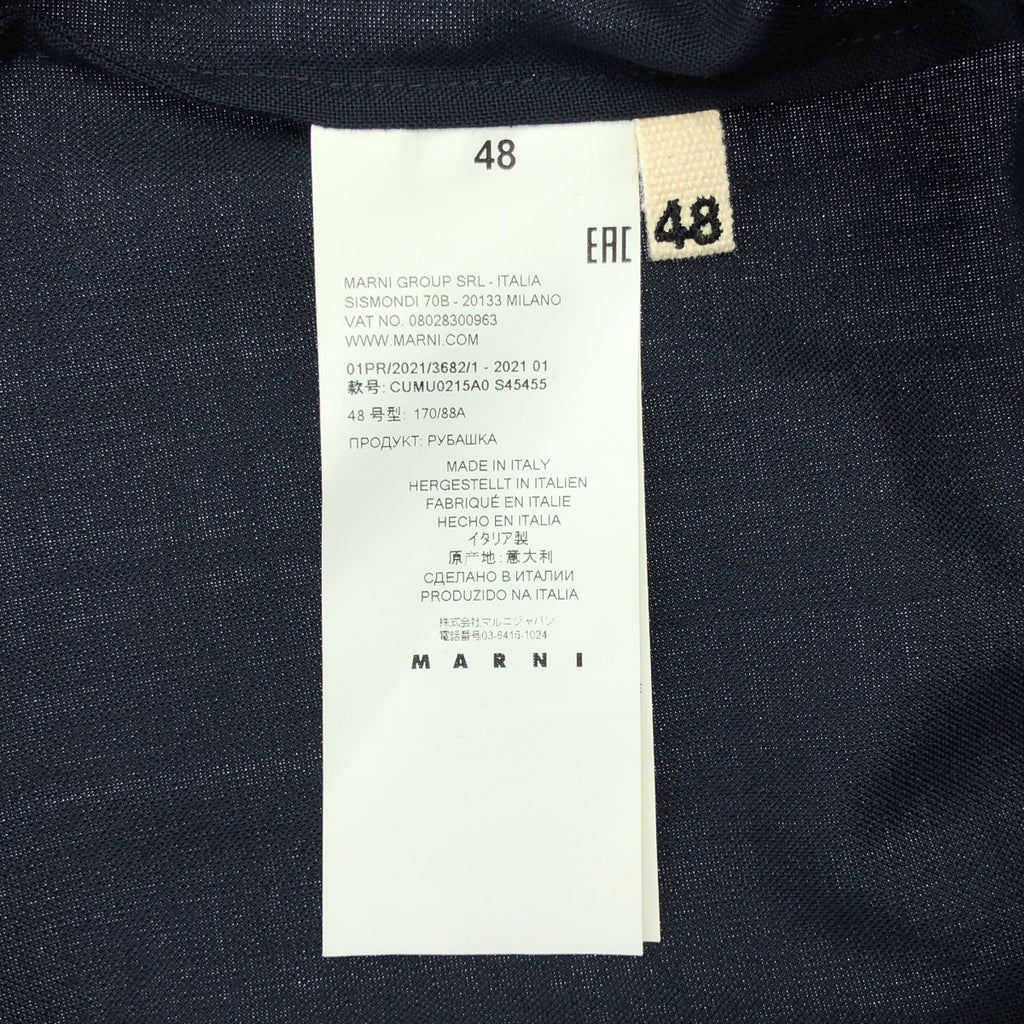 48
48
EAC
MARNI GROUP SRL - ITALIA
SISMONDI 70B - 20133 MILANO
VAT NO. 08028300963
WWW.MARNI.COM
01PR/2021/3682/1 - 2021 01
款号: CUMU0215A0 S45455
48 号型: 170/88A
ПРОДУКТ: РУБАШКА
MADE IN ITALY
HERGESTELLT IN ITALIEN
FABRIQUÉ EN ITALIE
HECHO EN ITALIA
イタリア製
原产地:意大利
СДЕЛАНО В ИТАЛИИ
PRODUZIDO NA ITALIA
株式会社マルニジャパン
電話番号03-6416-1024
MARNI